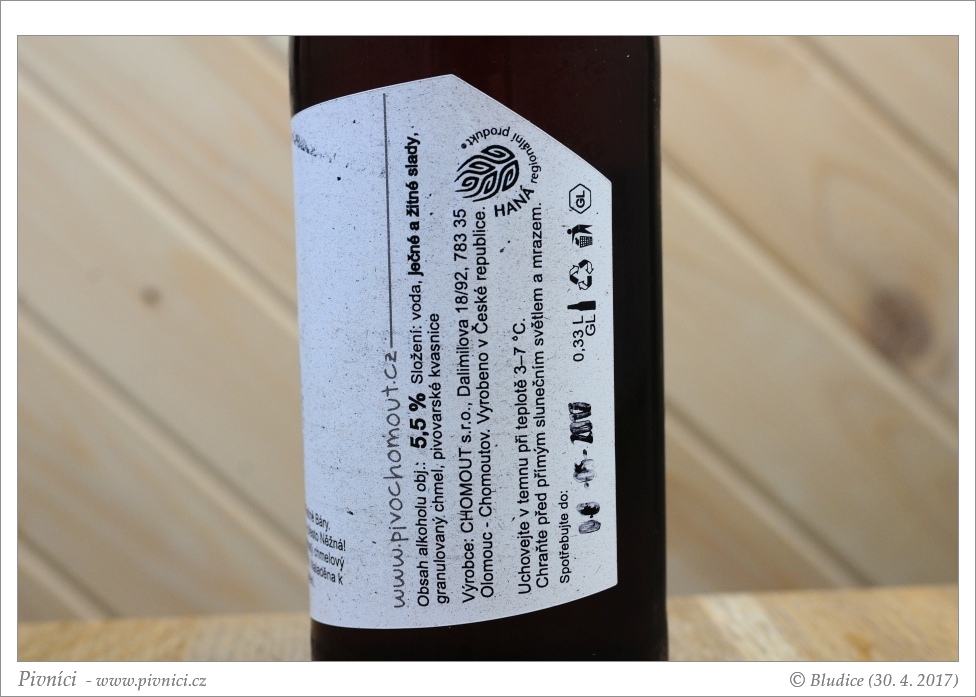 www.pivochomout.cz
Obsah alkoholu obj.: 5,5 % Složení: voda, ječné a žitné slady,
granulovaný chmel, pivovarské kvasnice
Výrobce: CHOMOUT s.r.o., Dalimilova 18/92, 783 35
Olomouc - Chomoutov. Vyrobeno v České republice.
HANÁ regionální produkt®
Uchovejte v temnu při teplotě 3–7 °C.
Chraňte před přímým slunečním světlem a mrazem.
Spotřebujte do:
0,33 L
GL
GL
Báry.
Něžná!
chmelový
k
Pivníci - www.pivnici.cz
© Bludice (30. 4. 2017)